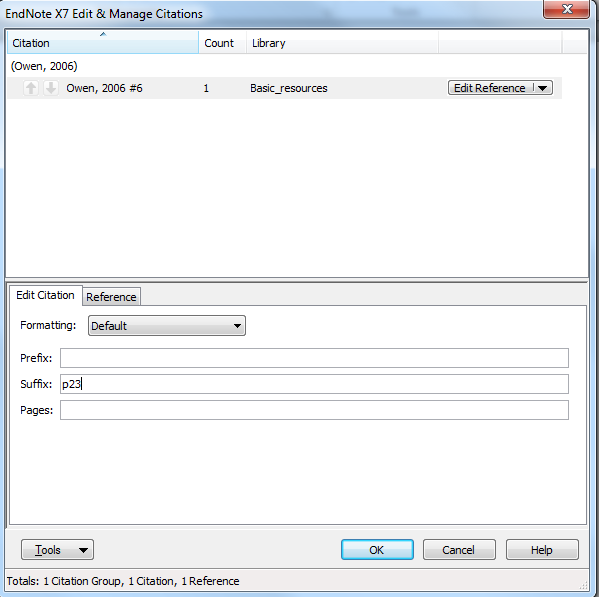 EndNote X7 Edit & Manage Citations
Citation Count Library
(Owen, 2006)
Owen, 2006 #6 1 Basic_resources Edit Reference
Edit Citation Reference
Formatting: Default
Prefix:
Suffix: p23
Pages:
Tools OK Cancel Help
Totals: 1 Citation Group, 1 Citation, 1 Reference